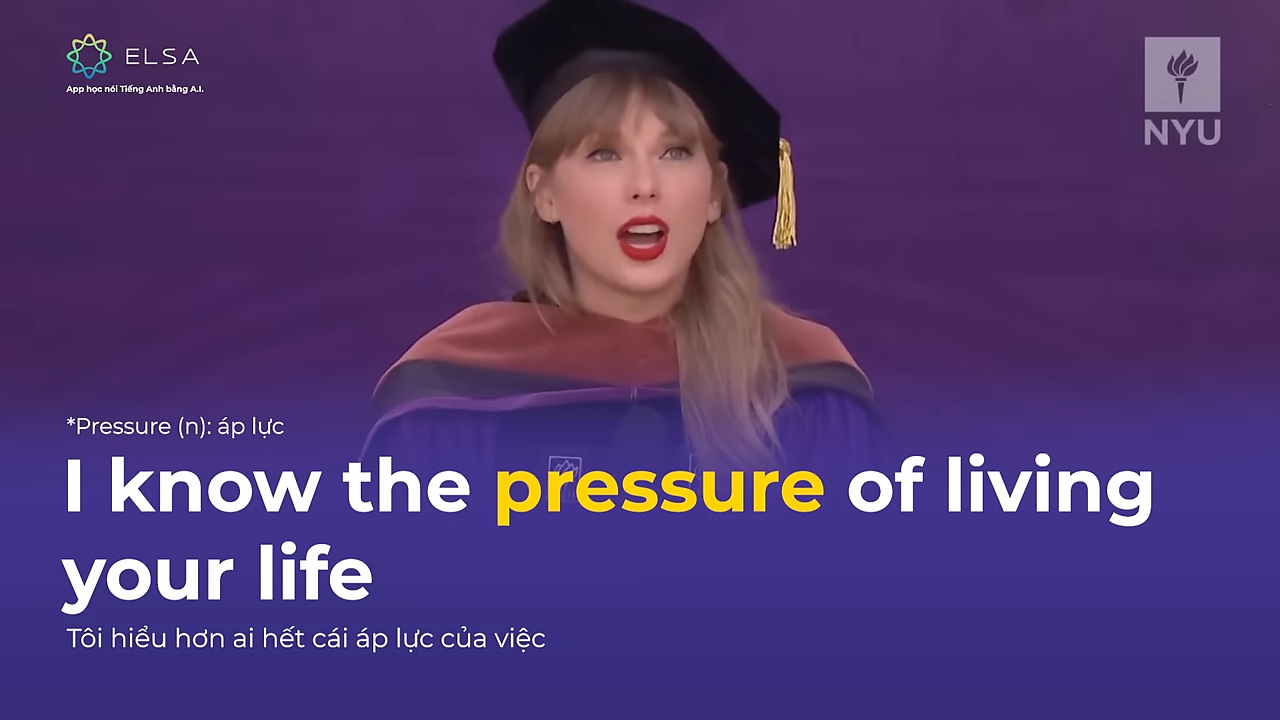 ELSA
App học nói Tiếng Anh bằng A.I.
NYU
*Pressure (n): áp lực
I know the pressure of living
your life
Tôi hiểu hơn ai hết cái áp lực của việc